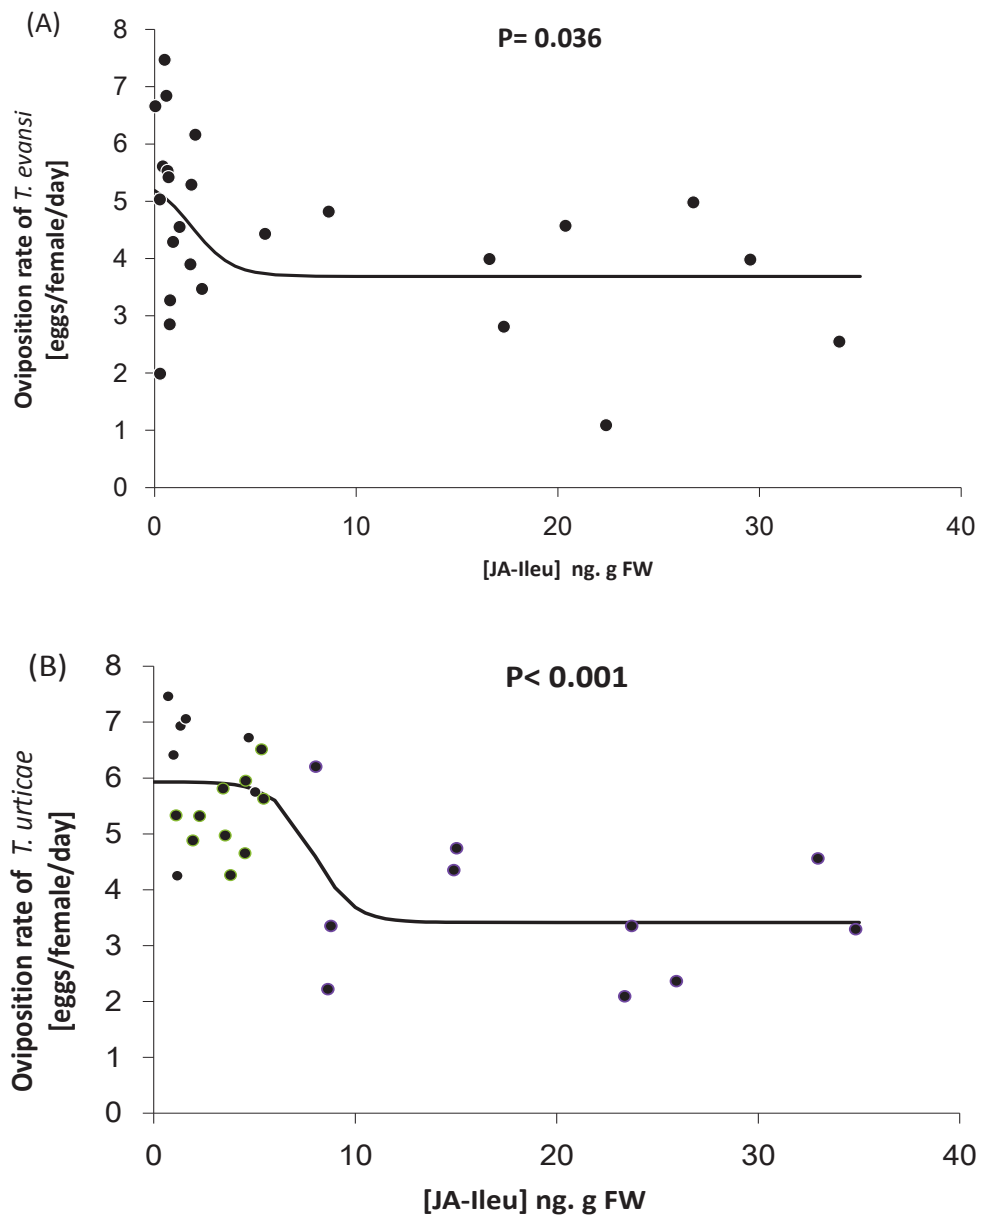 (A)
P= 0.036
8
7
6
5
4
3
2
1
0
Oviposition rate of T. evansi
[eggs/female/day]
0 10 20 30 40
[JA-Ileu] ng. g FW
(B)
P< 0.001
8
7
6
5
4
3
2
1
0
Oviposition rate of T. urticae
[eggs/female/day]
0 10 20 30 40
[JA-Ileu] ng. g FW